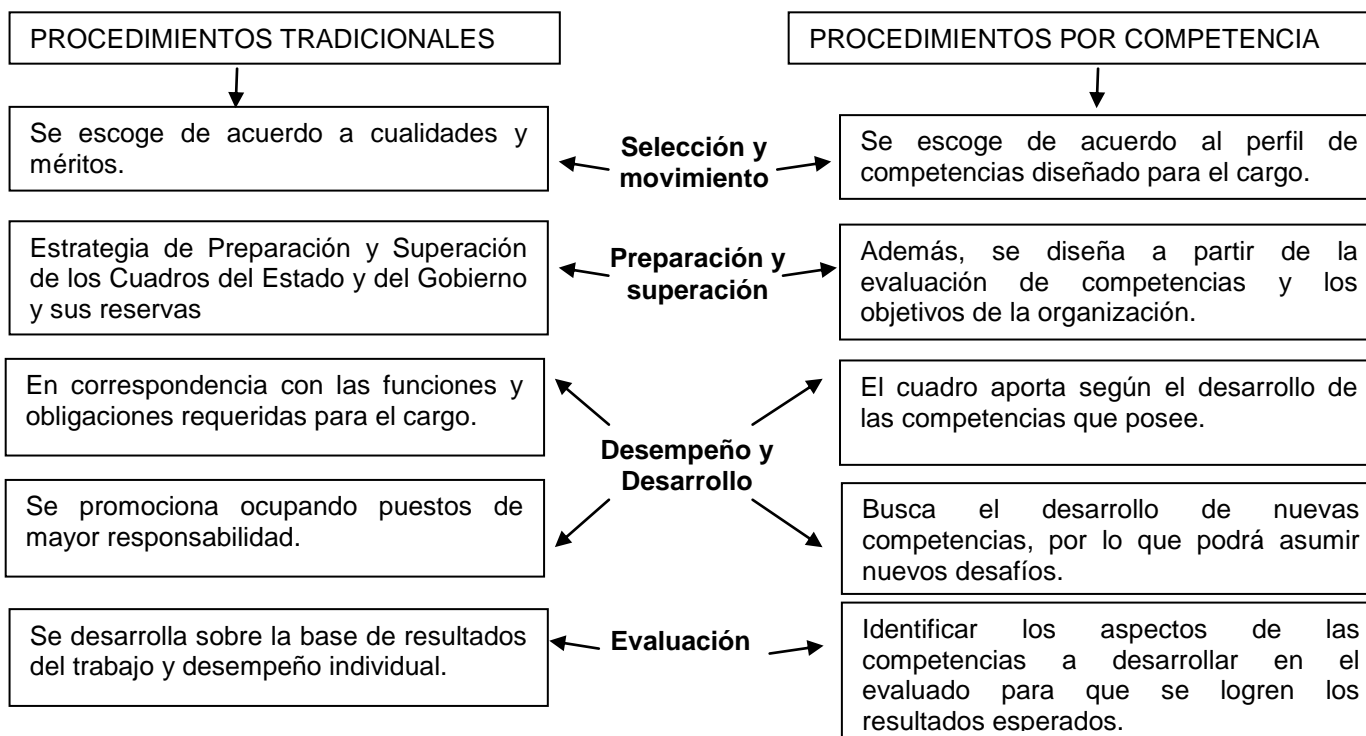 PROCEDIMIENTOS TRADICIONALES
PROCEDIMIENTOS POR COMPETENCIA
Se escoge de acuerdo a cualidades y
méritos.
Selección y
movimiento
Se escoge de acuerdo al perfil de
competencias diseñado para el cargo.
Estrategia de Preparación y Superación
de los Cuadros del Estado y del Gobierno
y sus reservas
Preparación y
superación
Además, se diseña a partir de la
evaluación de competencias y los
objetivos de la organización.
En correspondencia con las funciones y
obligaciones requeridas para el cargo.
El cuadro aporta según el desarrollo de
las competencias que posee.
Desempeño y
Desarrollo
Se promociona ocupando puestos de
mayor responsabilidad.
Busca el desarrollo de nuevas
competencias, por lo que podrá asumir
nuevos desafíos.
Se desarrolla sobre la base de resultados
del trabajo y desempeño individual.
Evaluación
Identificar los aspectos de las
competencias a desarrollar en el
evaluado para que se logren los
resultados esperados.